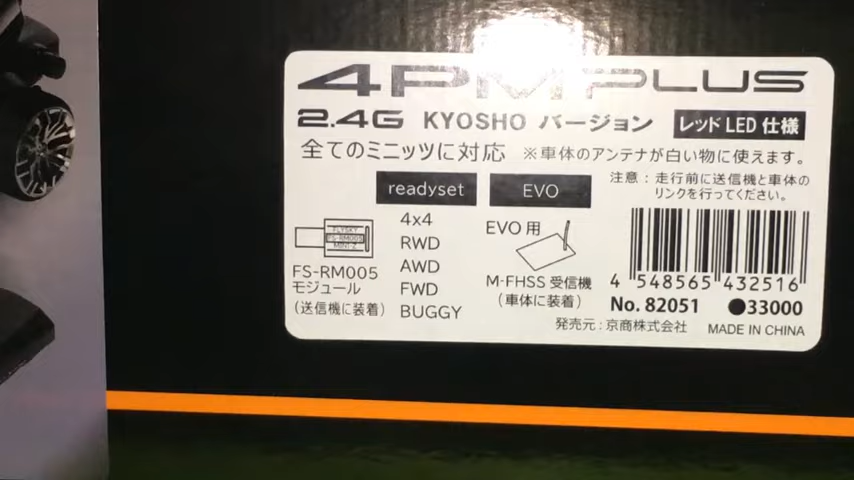 4PM PLUS
2.4G KYOSHO バージョン レッド LED 仕様
全てのミニッツに対応 ※車体のアンテナが白い物に使えます。
注意：走行前に送信機と車体の
リンクを行ってください。
readyset
4x4
RWD
AWD
FWD
BUGGY
FLYSKY
FS-RM005
MINI-Z
FS-RM005
モジュール
（送信機に装着）
EVO
EVO 用
M-FHSS 受信機
（車体に装着）
4 548565 432516
No. 82051 ●33000
発売元：京商株式会社 MADE IN CHINA